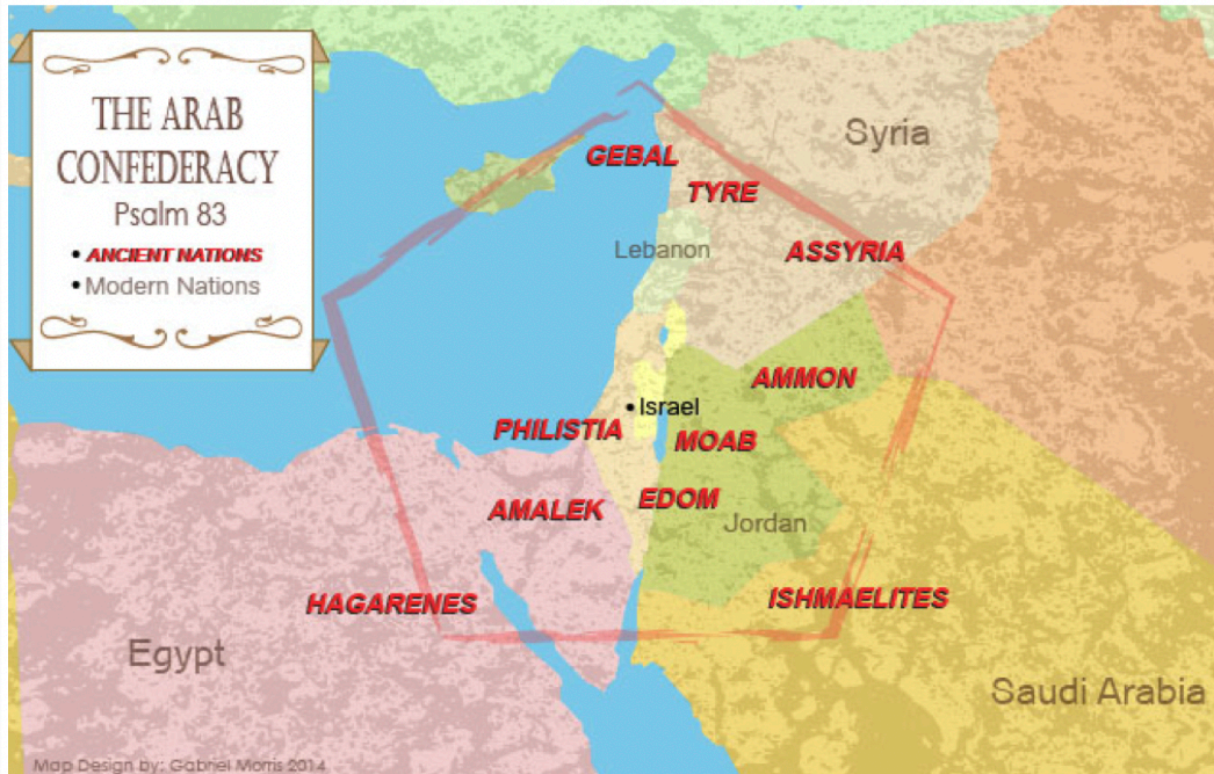 THE ARAB
CONFEDERACY
Psalm 83
• ANCIENT NATIONS
• Modern Nations
Syria
GEBAL
TYRE
Lebanon
ASSYRIA
AMMON
• Israel
PHILISTIA
MOAB
EDOM
AMALEK
Jordan
HAGARENES
ISHMAELITES
Egypt
Saudi Arabia
Map Design by: Gabriel Morris 2014